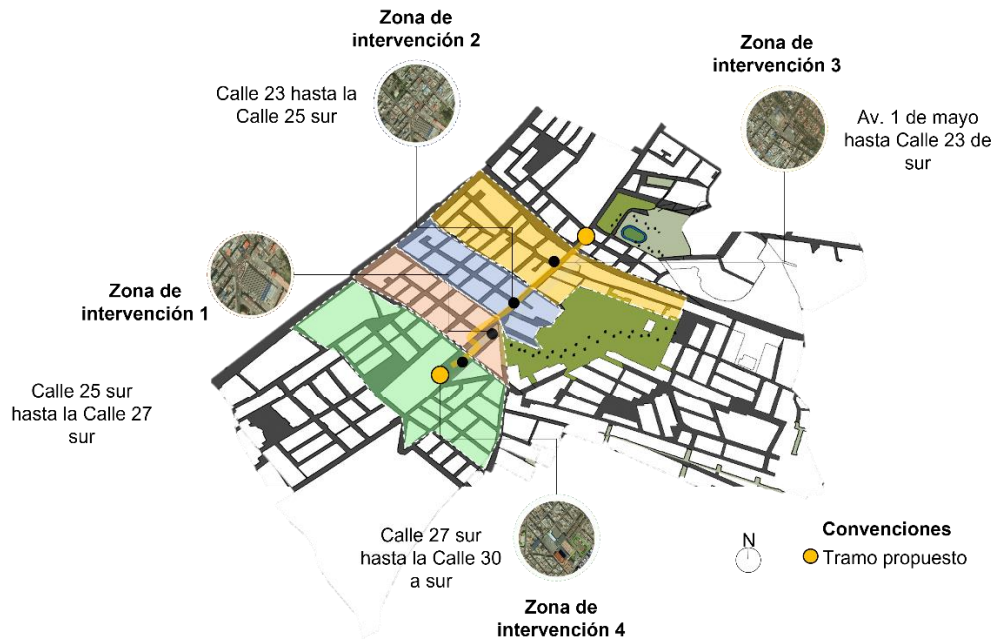 Zona de
intervención 2
Calle 23 hasta la
Calle 25 sur
Zona de
intervención 3
Av. 1 de mayo
hasta Calle 23 de
sur
Zona de
intervención 1
Calle 25 sur
hasta la Calle 27
sur
Calle 27 sur
hasta la Calle 30
a sur
Zona de
intervención 4
N
Convenciones
Tramo propuesto